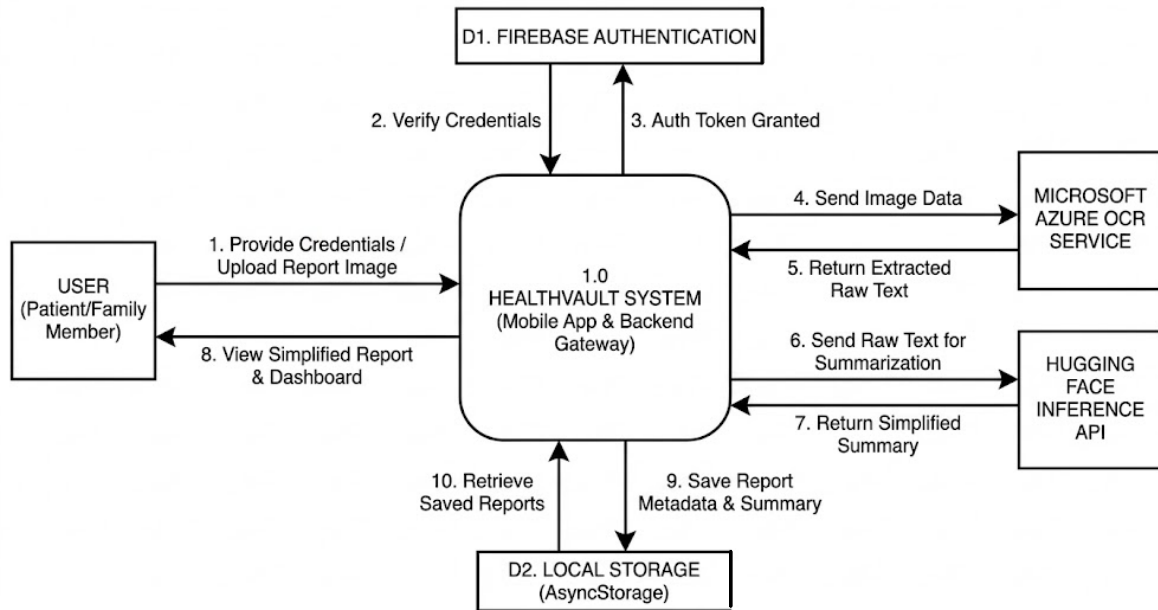 D1. FIREBASE AUTHENTICATION
2. Verify Credentials
3. Auth Token Granted
4. Send Image Data
MICROSOFT
AZURE OCR
SERVICE
5. Return Extracted
Raw Text
1. Provide Credentials /
Upload Report Image
USER
(Patient/Family
Member)
1.0
HEALTHVAULT SYSTEM
(Mobile App & Backend
Gateway)
8. View Simplified Report
& Dashboard
6. Send Raw Text for
Summarization
HUGGING
FACE
INFERENCE
API
7. Return Simplified
Summary
10. Retrieve
Saved Reports
9. Save Report
Metadata & Summary
D2. LOCAL STORAGE
(AsyncStorage)